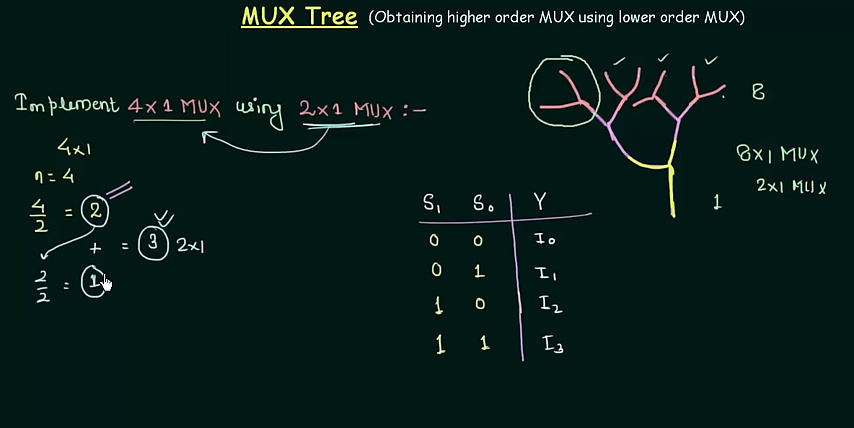 MUX Tree (Obtaining higher order MUX using lower order MUX)
Implement 4x1 MUX using 2x1 MUX :-
4x1
n = 4
4/2 = 2
+ = 3 2x1
2/2 = 1
8
8x1 MUX
2x1 MUX
1
S1 S0 Y
0 0 I0
0 1 I1
1 0 I2
1 1 I3